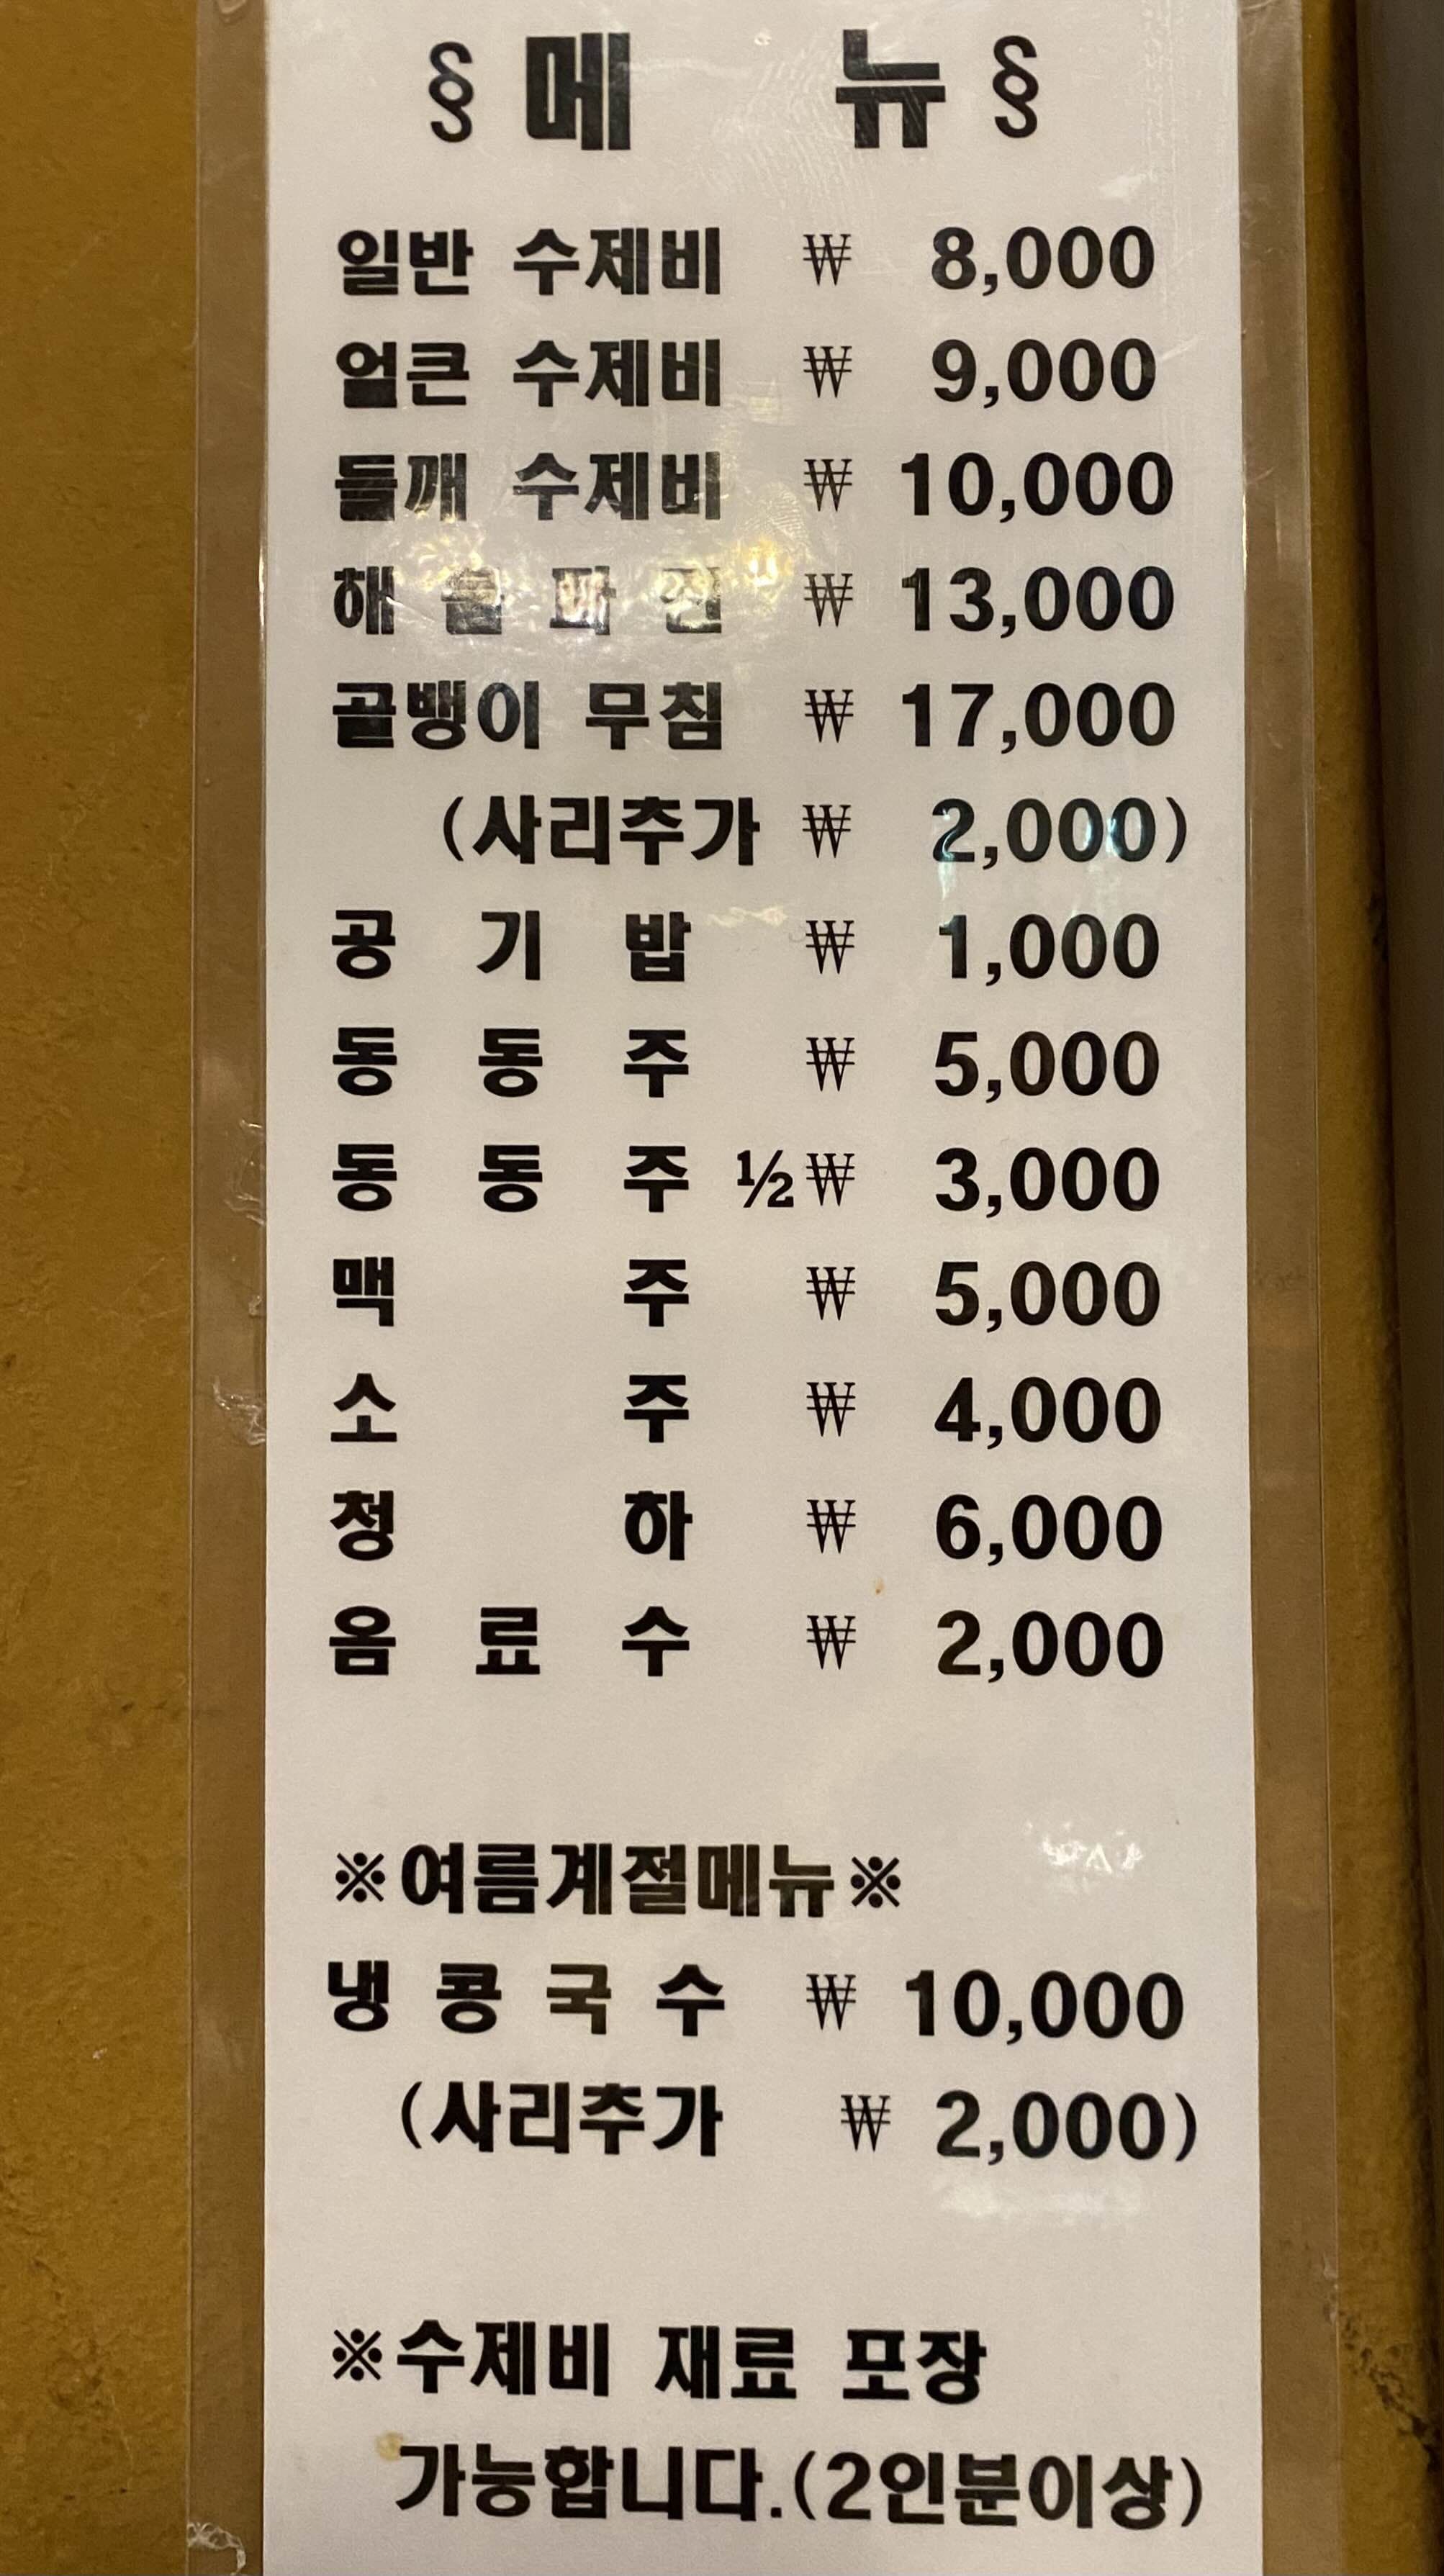 § 메 뉴 §
일반 수제비 ₩ 8,000
얼큰 수제비 ₩ 9,000
들깨 수제비 ₩ 10,000
해 물 파 전 ₩ 13,000
골뱅이 무침 ₩ 17,000
(사리추가 ₩ 2,000)
공 기 밥 ₩ 1,000
동 동 주 ₩ 5,000
동 동 주 ½ ₩ 3,000
맥 주 ₩ 5,000
소 주 ₩ 4,000
청 하 ₩ 6,000
음 료 수 ₩ 2,000
※여름계절메뉴※
냉 콩 국 수 ₩ 10,000
(사리추가 ₩ 2,000)
※수제비 재료 포장
가능합니다.(2인분이상)